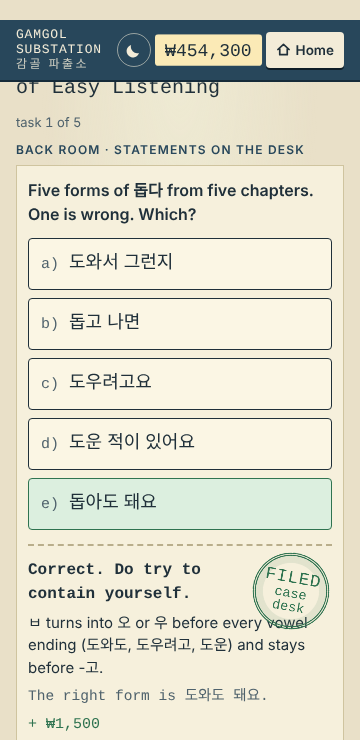 GAMGOL
SUBSTATION
감골 파출소
₩454,300
Home
of Easy Listening
task 1 of 5
BACK ROOM · STATEMENTS ON THE DESK
Five forms of 돕다 from five chapters.
One is wrong. Which?
a) 도와서 그런지
b) 돕고 나면
c) 도우려고요
d) 도운 적이 있어요
e) 돕아도 돼요
Correct. Do try to
contain yourself.
FILED
case
desk
ㅂ turns into 오 or 우 before every vowel
ending (도와도, 도우려고, 도운) and stays
before -고.
The right form is 도와도 돼요.
+ ₩1,500